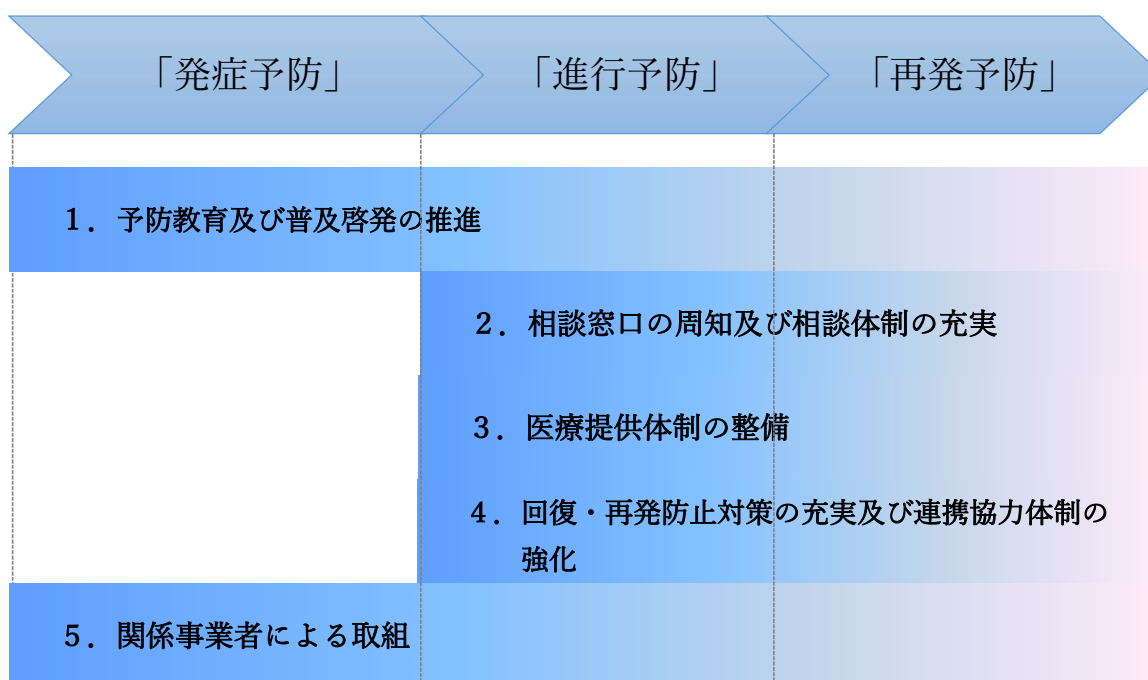 「発症予防」 「進行予防」 「再発予防」
１．予防教育及び普及啓発の推進
２．相談窓口の周知及び相談体制の充実
３．医療提供体制の整備
４．回復・再発防止対策の充実及び連携協力体制の
強化
５．関係事業者による取組